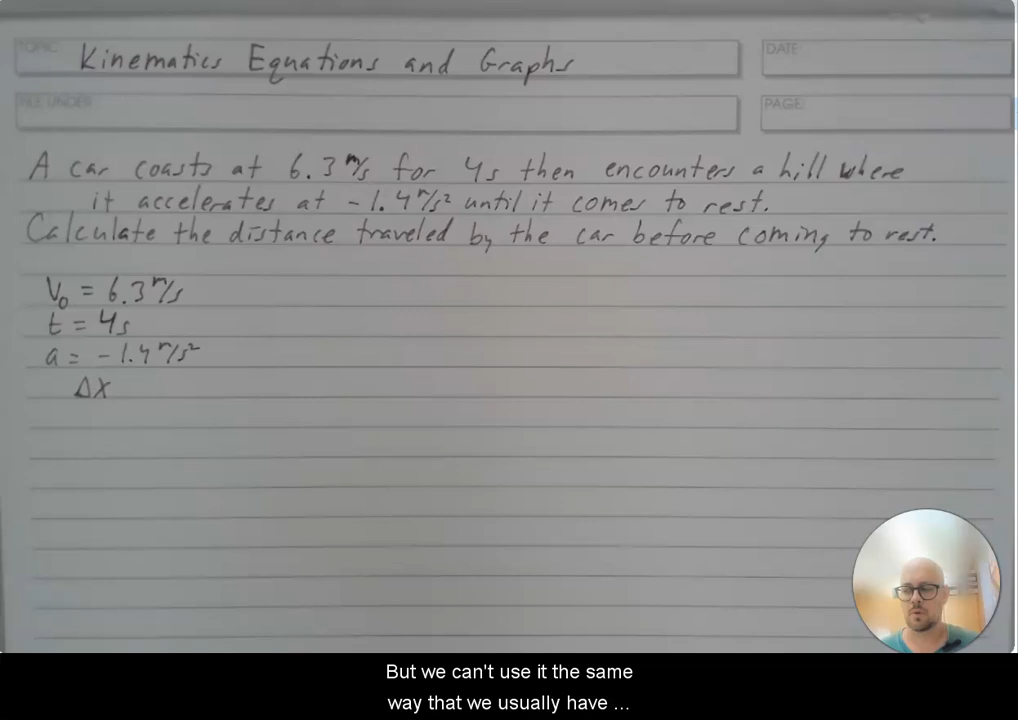 TOPIC: Kinematics Equations and Graphs
DATE:
FILE UNDER:
PAGE:
A car coasts at 6.3 m/s for 4s then encounters a hill where
it accelerates at -1.4 m/s² until it comes to rest.
Calculate the distance traveled by the car before coming to rest.
V₀ = 6.3 m/s
t = 4s
a = -1.4 m/s²
ΔX
But we can't use it the same
way that we usually have ...